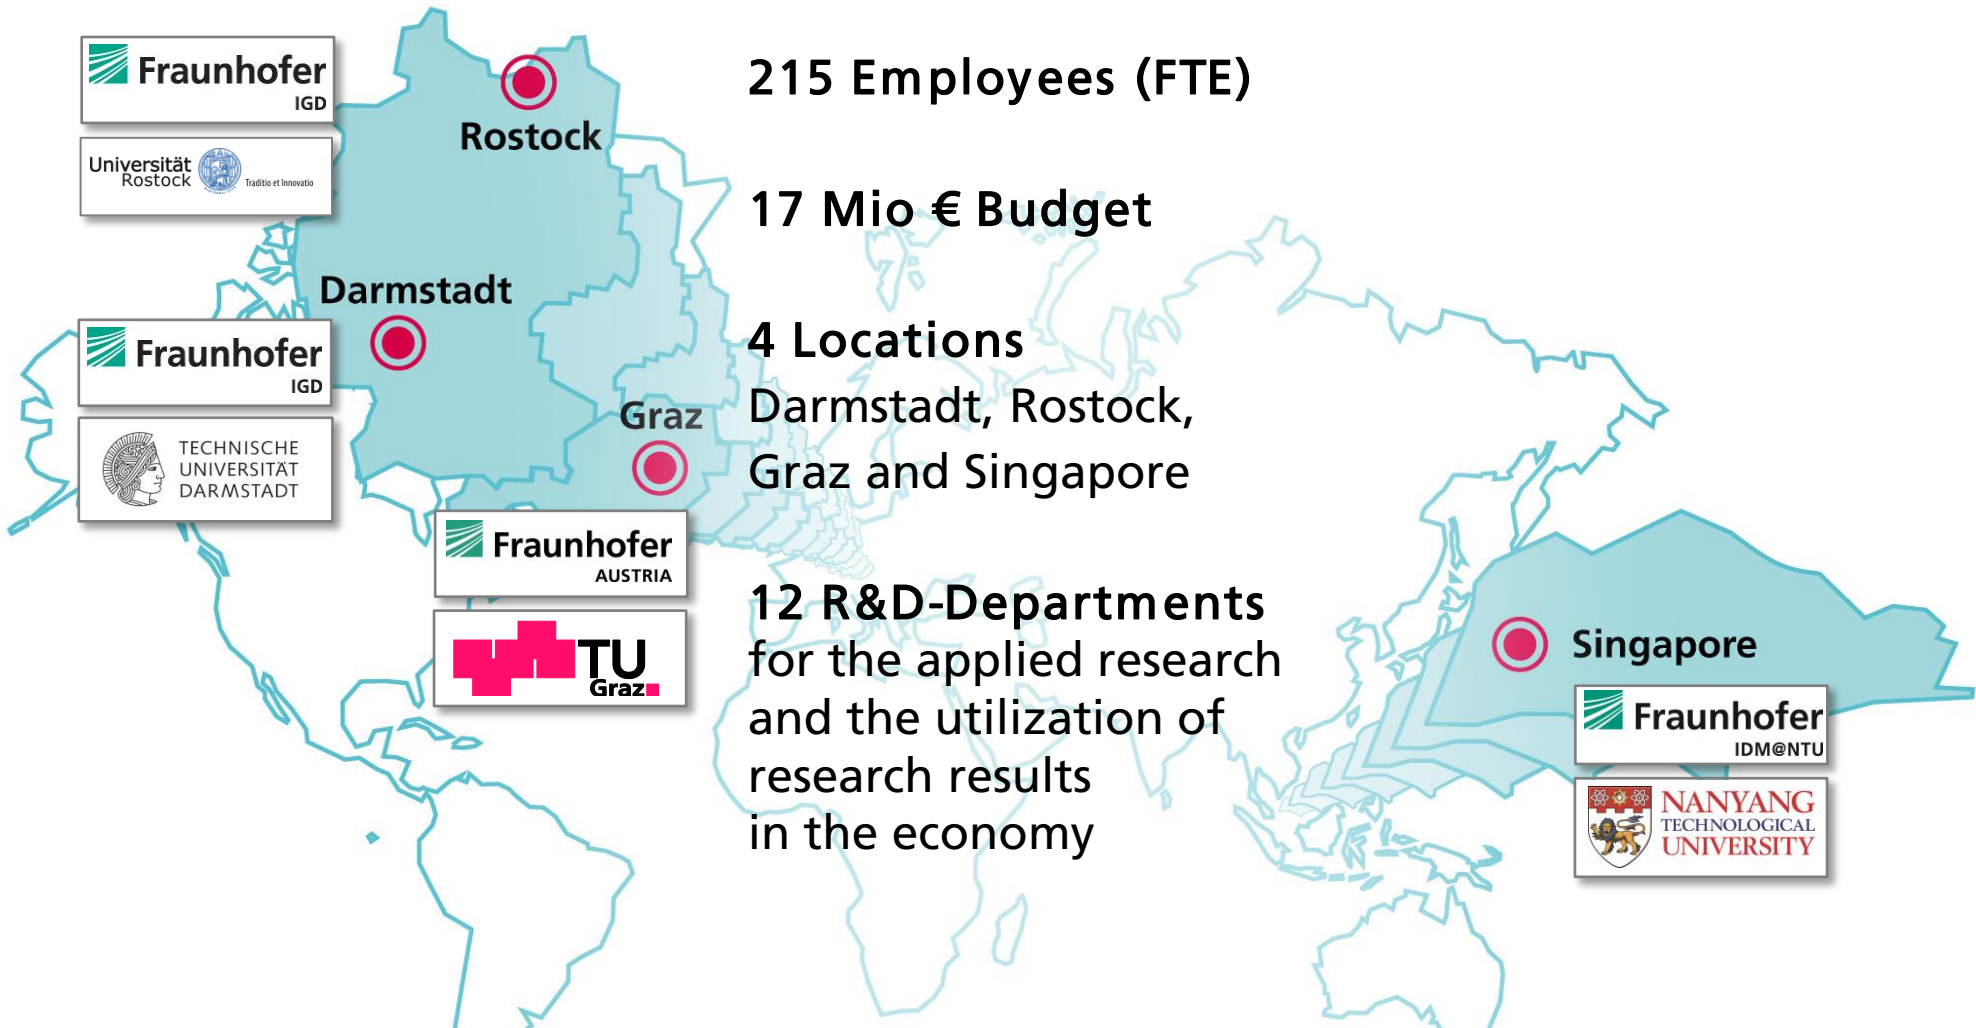 Fraunhofer
IGD
Universität
Rostock
Traditio et Innovatio
Rostock
Darmstadt
Fraunhofer
IGD
TECHNISCHE
UNIVERSITÄT
DARMSTADT
Graz
Fraunhofer
AUSTRIA
TU
Graz
215 Employees (FTE)
17 Mio € Budget
4 Locations
Darmstadt, Rostock,
Graz and Singapore
12 R&D-Departments
for the applied research
and the utilization of
research results
in the economy
Singapore
Fraunhofer
IDM@NTU
NANYANG
TECHNOLOGICAL
UNIVERSITY